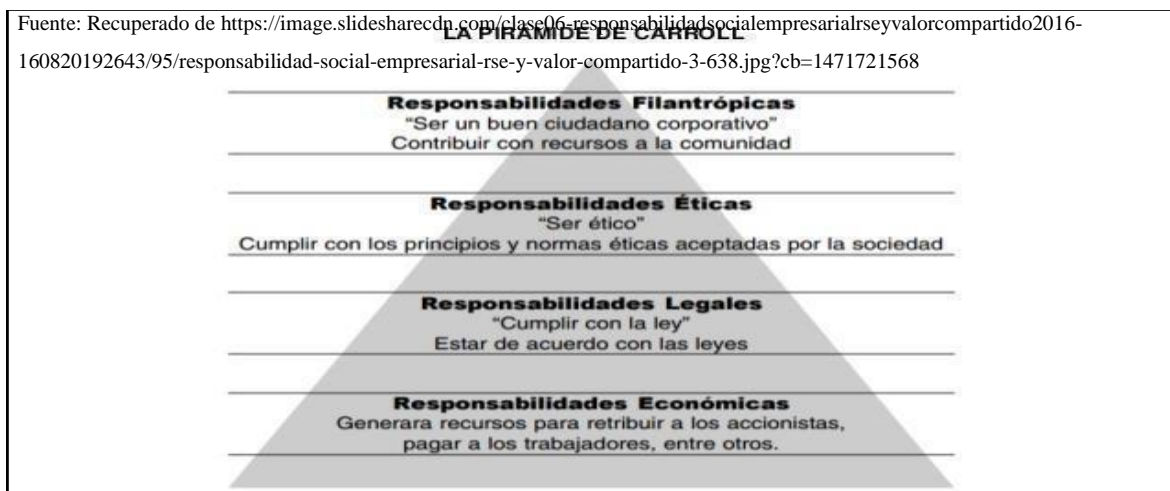 Fuente: Recuperado de https://image.slidesharecdn.com/clase06-responsabilidadsocialempresarialrseyvalorcompartido2016-
LA PIRÁMIDE DE CARROLL
160820192643/95/responsabilidad-social-empresarial-rse-y-valor-compartido-3-638.jpg?cb=1471721568
Responsabilidades Filantrópicas
“Ser un buen ciudadano corporativo”
Contribuir con recursos a la comunidad
Responsabilidades Éticas
“Ser ético”
Cumplir con los principios y normas éticas aceptadas por la sociedad
Responsabilidades Legales
“Cumplir con la ley”
Estar de acuerdo con las leyes
Responsabilidades Económicas
Generara recursos para retribuir a los accionistas,
pagar a los trabajadores, entre otros.